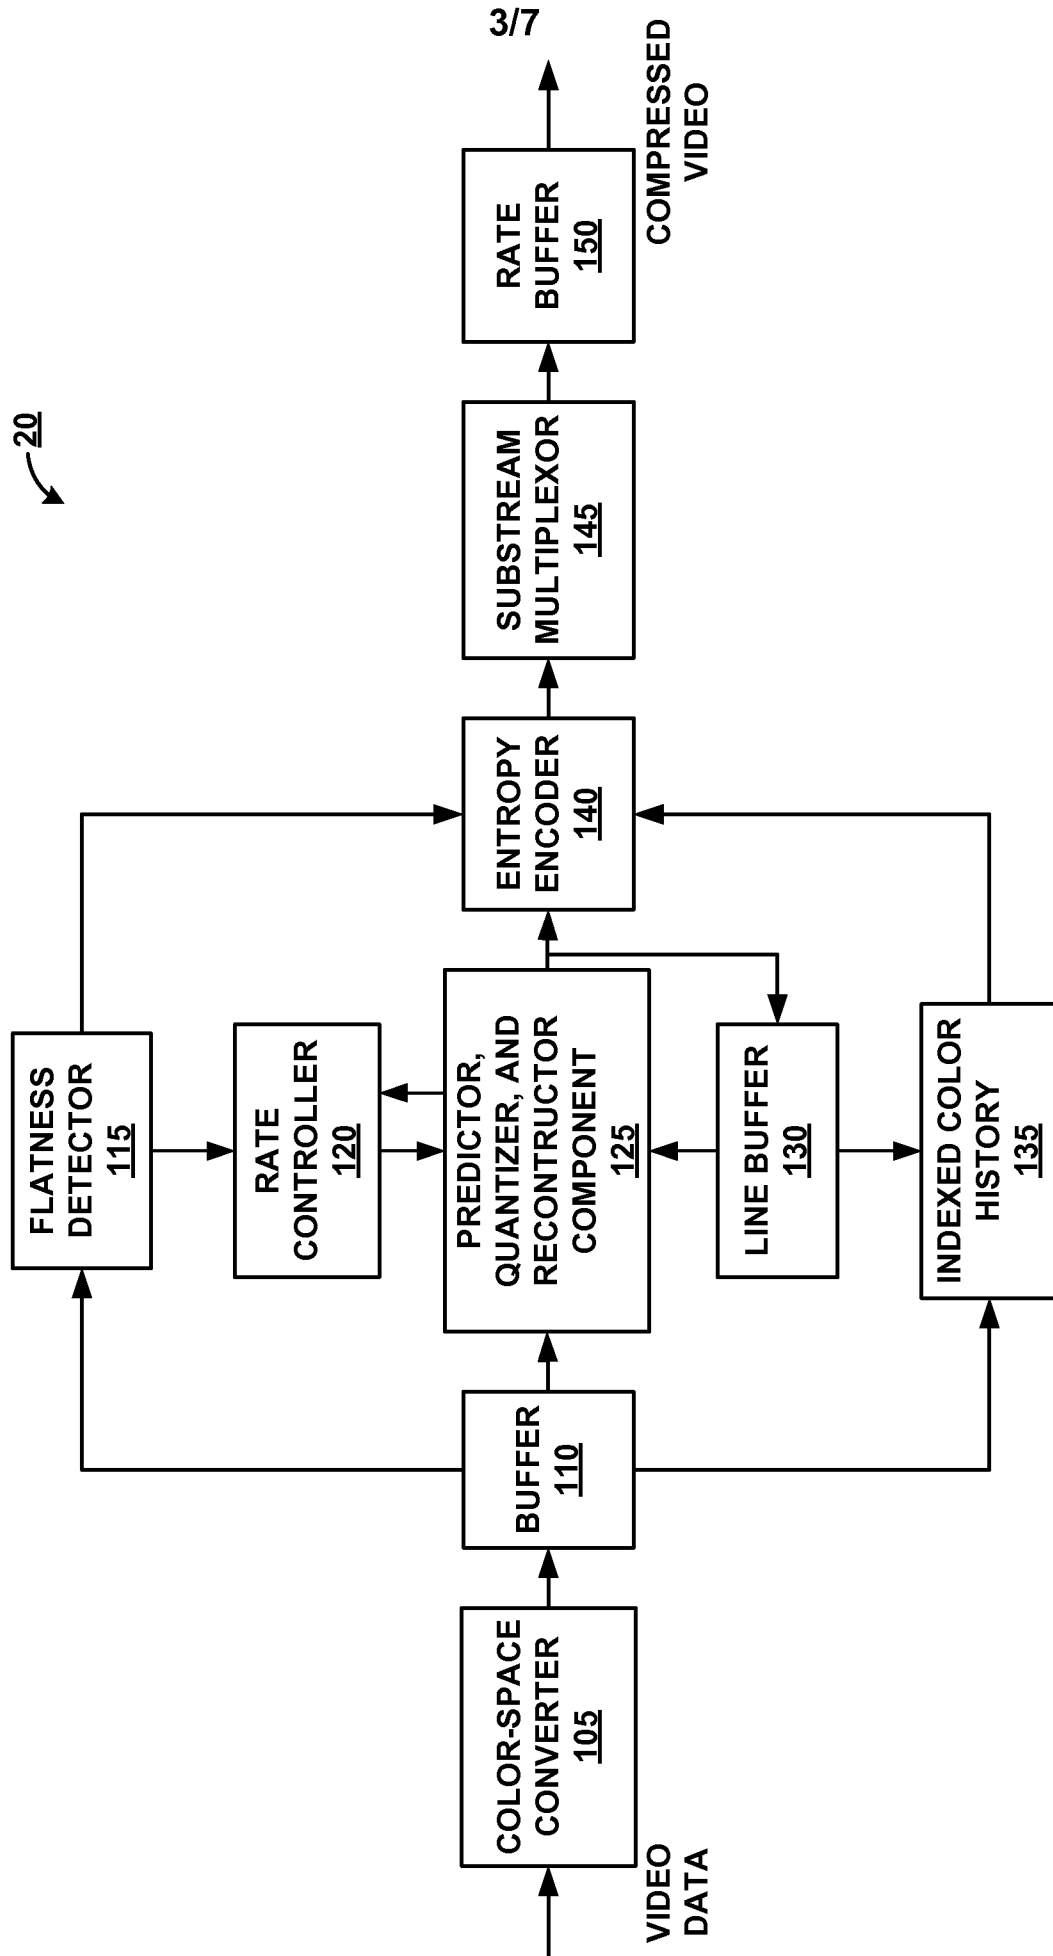 3/7
20
FLATNESS
DETECTOR
115
RATE
CONTROLLER
120
VIDEO
DATA
COLOR-SPACE
CONVERTER
105
BUFFER
110
PREDICTOR,
QUANTIZER, AND
RECONTRUCTOR
COMPONENT
125
ENTROPY
ENCODER
140
SUBSTREAM
MULTIPLEXOR
145
RATE
BUFFER
150
COMPRESSED
VIDEO
LINE BUFFER
130
INDEXED COLOR
HISTORY
135